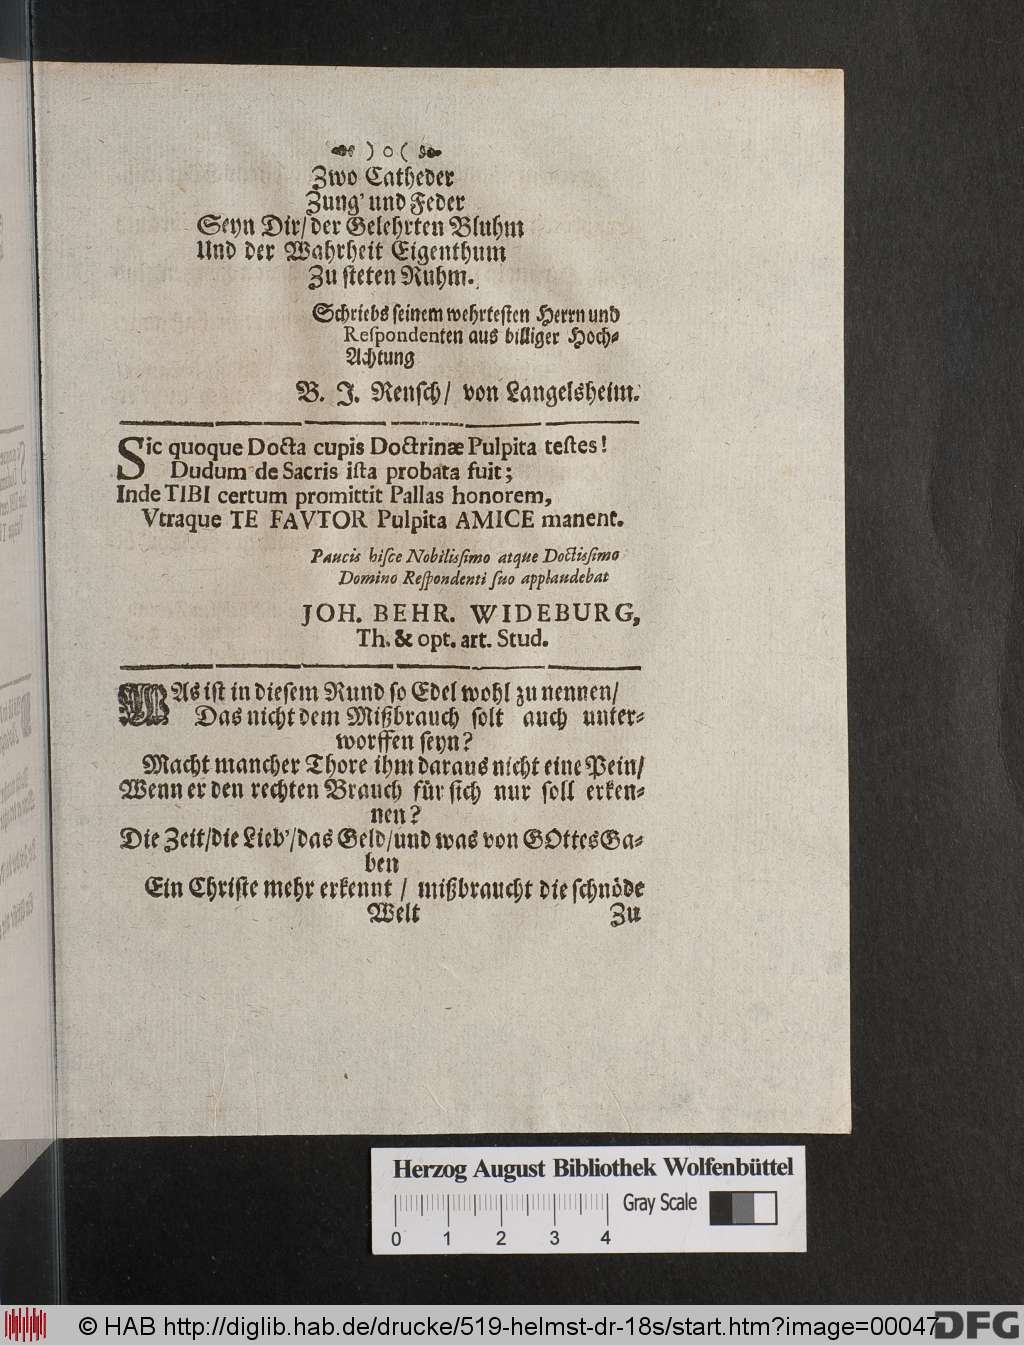 ) o (
Zwo Catheder
Zung' und Feder
Seyn Dir/ der Gelehrten Bluhm
Und der Wahrheit Eigenthum
Zu steten Ruhm.
Schriebs seinem wehrtesten Herrn und
Respondenten aus billiger Hoch-
Achtung
B. J. Rensch/ von Langelsheim.
Sic quoque Docta cupis Doctrinæ Pulpita testes!
Dudum de Sacris ista probata fuit;
Inde TIBI certum promittit Pallas honorem,
Vtraque TE FAVTOR Pulpita AMICE manent.
Paucis hisce Nobilissimo atque Doctissimo
Domino Respondenti suo applaudebat
JOH. BEHR. WIDEBURG,
Th. & opt. art. Stud.
WAs ist in diesem Rund so Edel wohl zu nennen/
Das nicht dem Mißbrauch solt auch unter-
worffen seyn?
Macht mancher Thore ihm daraus nicht eine Pein/
Wenn er den rechten Brauch für sich nur soll erken-
nen?
Die Zeit/die Lieb'/das Geld/und was von GOttes Ga-
ben
Ein Christe mehr erkennt / mißbraucht die schnöde
Welt Zu
Herzog August Bibliothek Wolfenbüttel
Gray Scale
0 1 2 3 4
© HAB http://diglib.hab.de/drucke/519-helmst-dr-18s/start.htm?image=00047
DFG